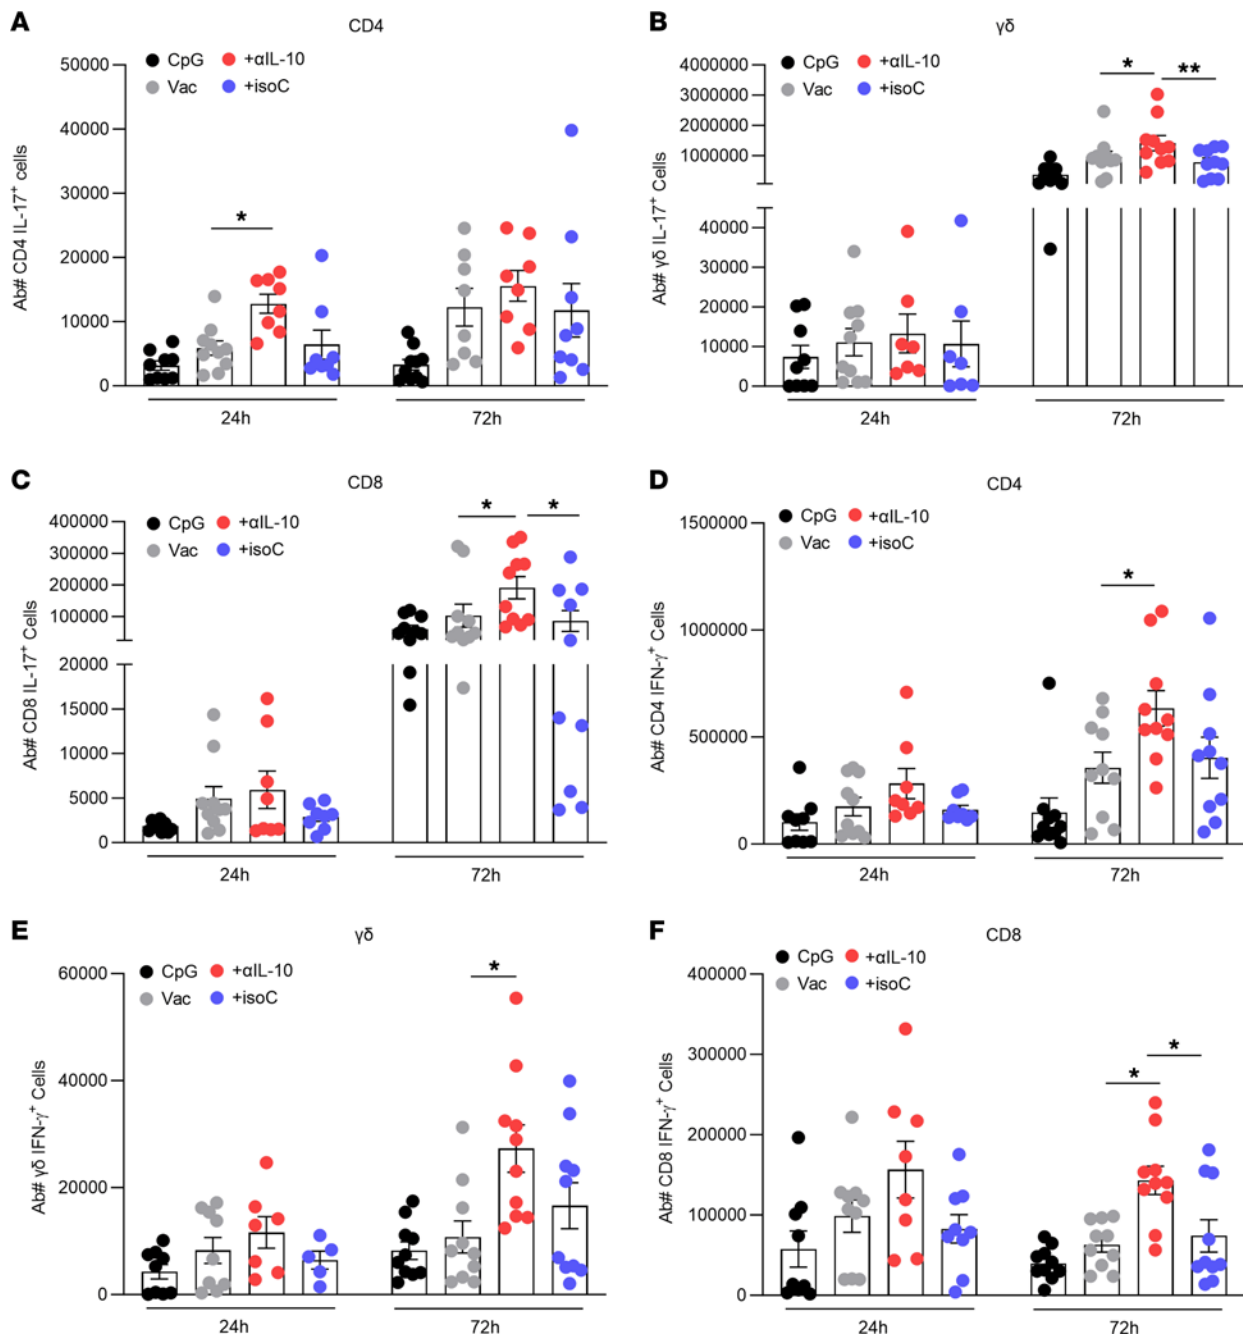 A
CD4
CpG +αIL-10
Vac +isoC
Ab# CD4 IL-17+ cells
50000
40000
30000
20000
10000
0
*
24h 72h
B
γδ
CpG +αIL-10
Vac +isoC
Ab# γδ IL-17+ Cells
4000000
3000000
2000000
1000000
40000
30000
20000
10000
0
* **
24h 72h
C
CD8
CpG +αIL-10
Vac +isoC
Ab# CD8 IL-17+ Cells
400000
300000
200000
100000
20000
15000
10000
5000
0
* *
24h 72h
D
CD4
CpG +αIL-10
Vac +isoC
Ab# CD4 IFN-γ+ Cells
1500000
1000000
500000
0
*
24h 72h
E
γδ
CpG +αIL-10
Vac +isoC
Ab# γδ IFN-γ+ Cells
60000
40000
20000
0
*
24h 72h
F
CD8
CpG +αIL-10
Vac +isoC
Ab# CD8 IFN-γ+ Cells
400000
300000
200000
100000
0
* *
24h 72h